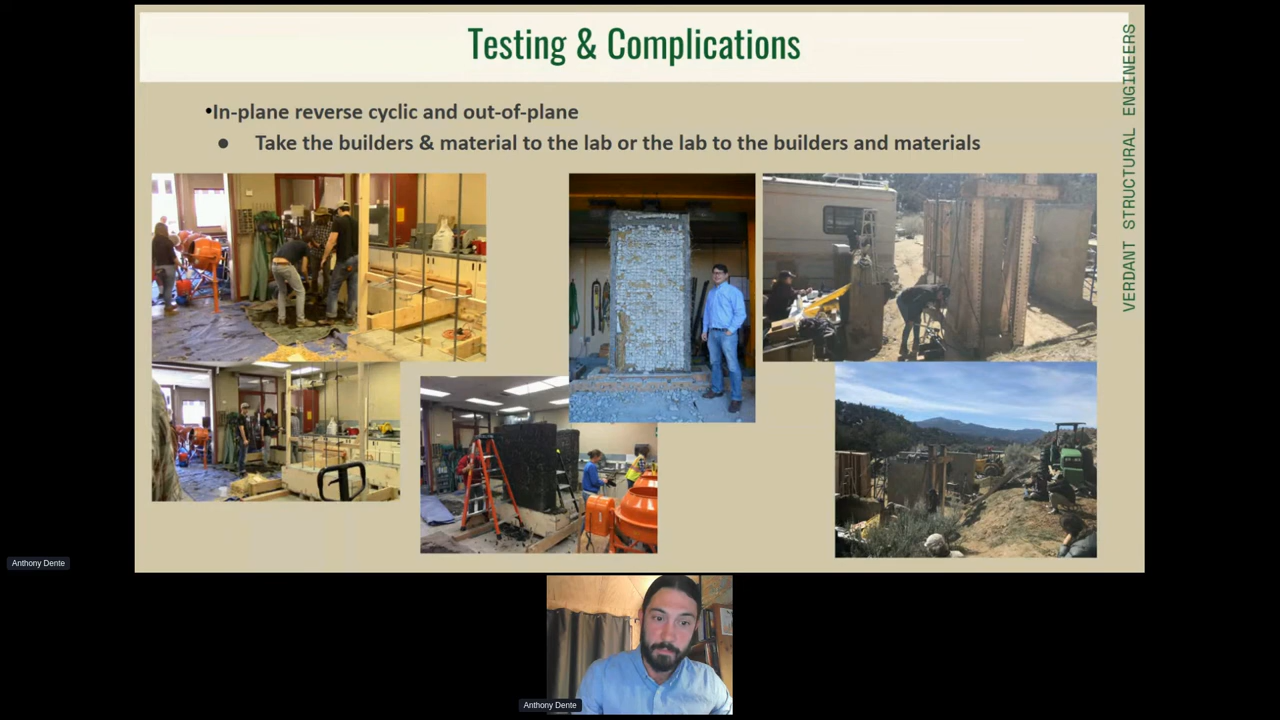 Testing & Complications
•In-plane reverse cyclic and out-of-plane
● Take the builders & material to the lab or the lab to the builders and materials
VERDANT STRUCTURAL ENGINEERS
Anthony Dente
Anthony Dente